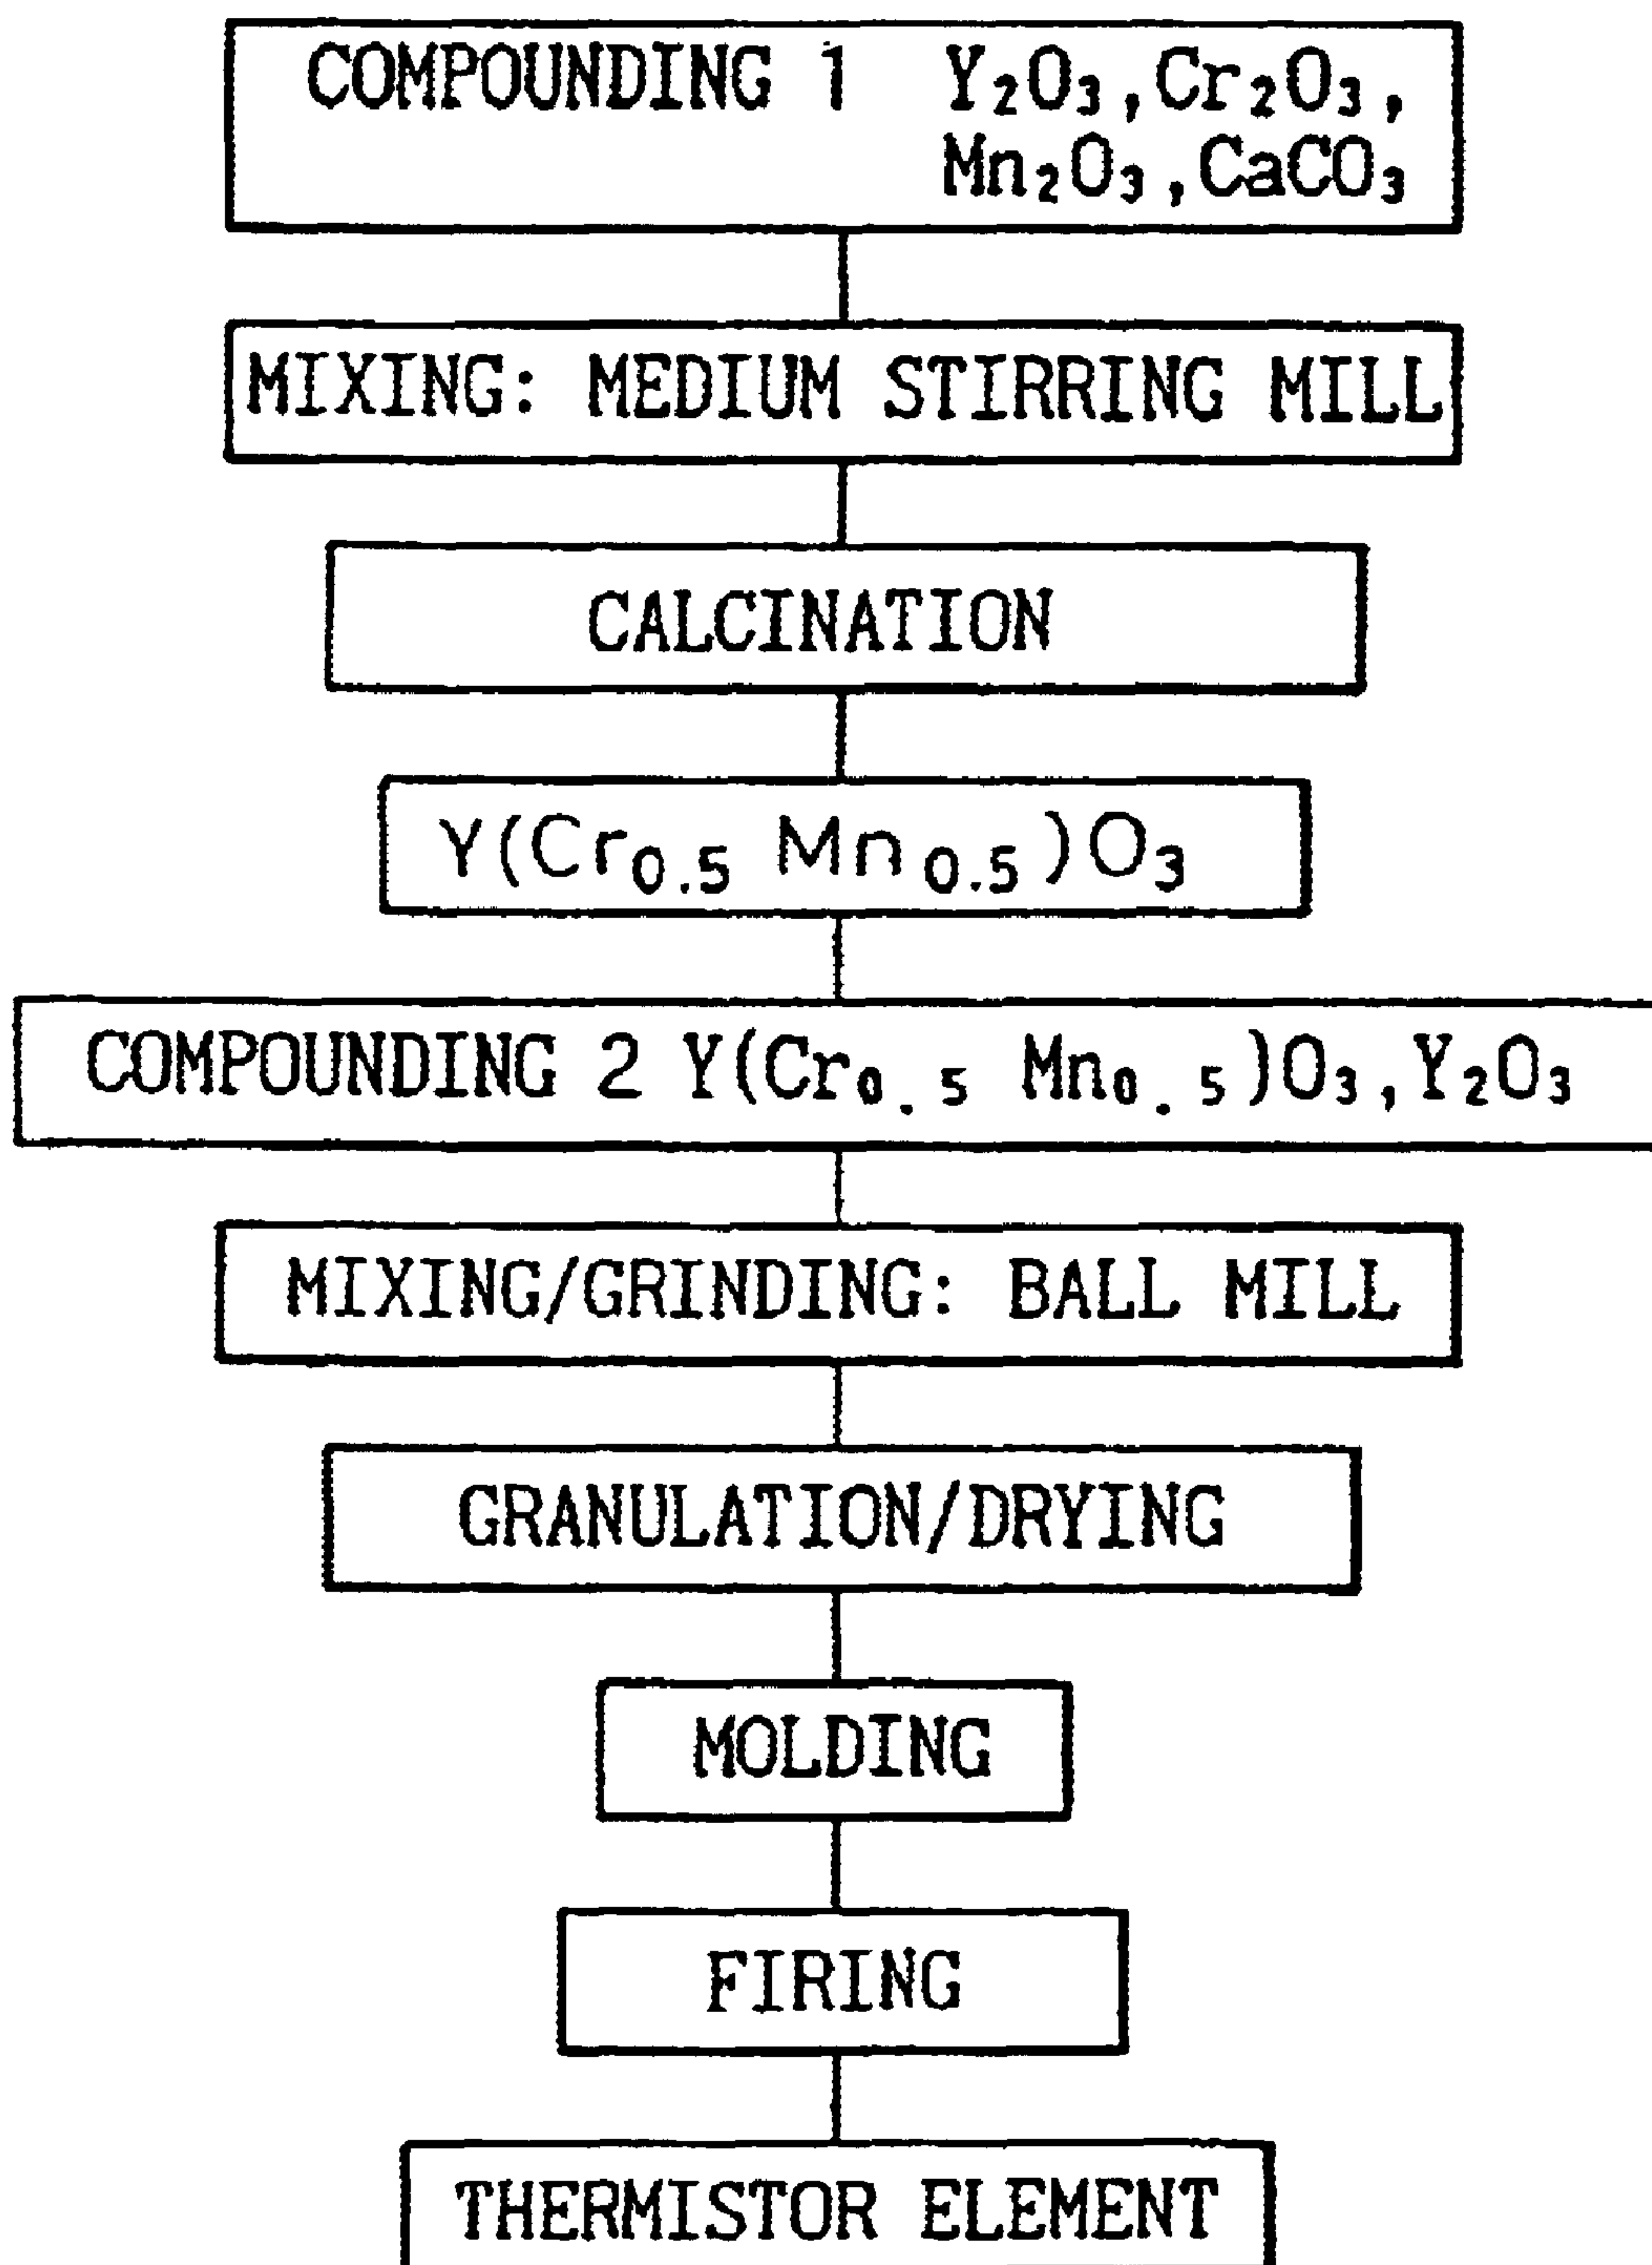 COMPOUNDING 1 Y₂O₃,Cr₂O₃,
Mn₂O₃,CaCO₃
MIXING: MEDIUM STIRRING MILL
CALCINATION
Y(Cr₀.₅ Mn₀.₅)O₃
COMPOUNDING 2 Y(Cr₀.₅ Mn₀.₅)O₃,Y₂O₃
MIXING/GRINDING: BALL MILL
GRANULATION/DRYING
MOLDING
FIRING
THERMISTOR ELEMENT